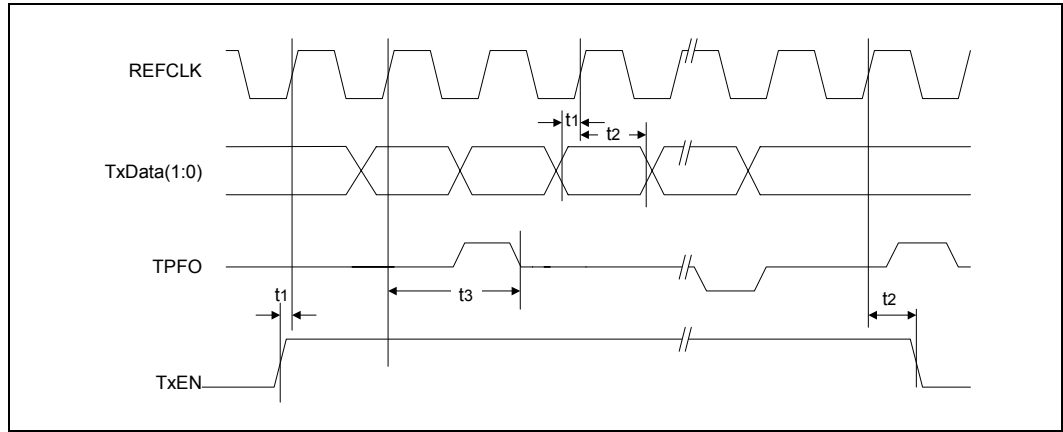 REFCLK
t1
t2
TxData(1:0)
TPFO
t1
t3
t2
TxEN